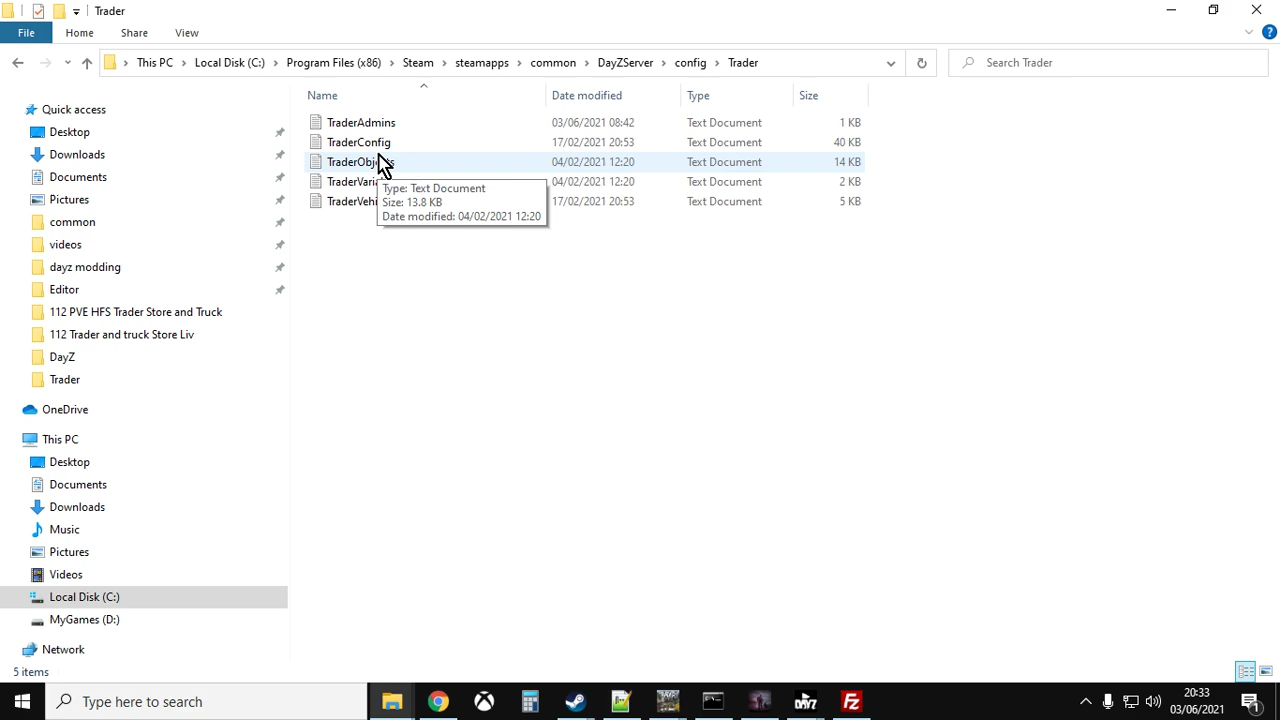 Trader
File Home Share View
This PC Local Disk (C:) Program Files (x86) Steam steamapps common DayZServer config Trader
Search Trader
Name Date modified Type Size
TraderAdmins 03/06/2021 08:42 Text Document 1 KB
TraderConfig 17/02/2021 20:53 Text Document 40 KB
TraderObjects 04/02/2021 12:20 Text Document 14 KB
TraderVaria 04/02/2021 12:20 Text Document 2 KB
TraderVehi 17/02/2021 20:53 Text Document 5 KB
Type: Text Document
Size: 13.8 KB
Date modified: 04/02/2021 12:20
Quick access
Desktop
Downloads
Documents
Pictures
common
videos
dayz modding
Editor
112 PVE HFS Trader Store and Truck
112 Trader and truck Store Liv
DayZ
Trader
OneDrive
This PC
Desktop
Documents
Downloads
Music
Pictures
Videos
Local Disk (C:)
MyGames (D:)
Network
5 items
Type here to search
20:33
03/06/2021